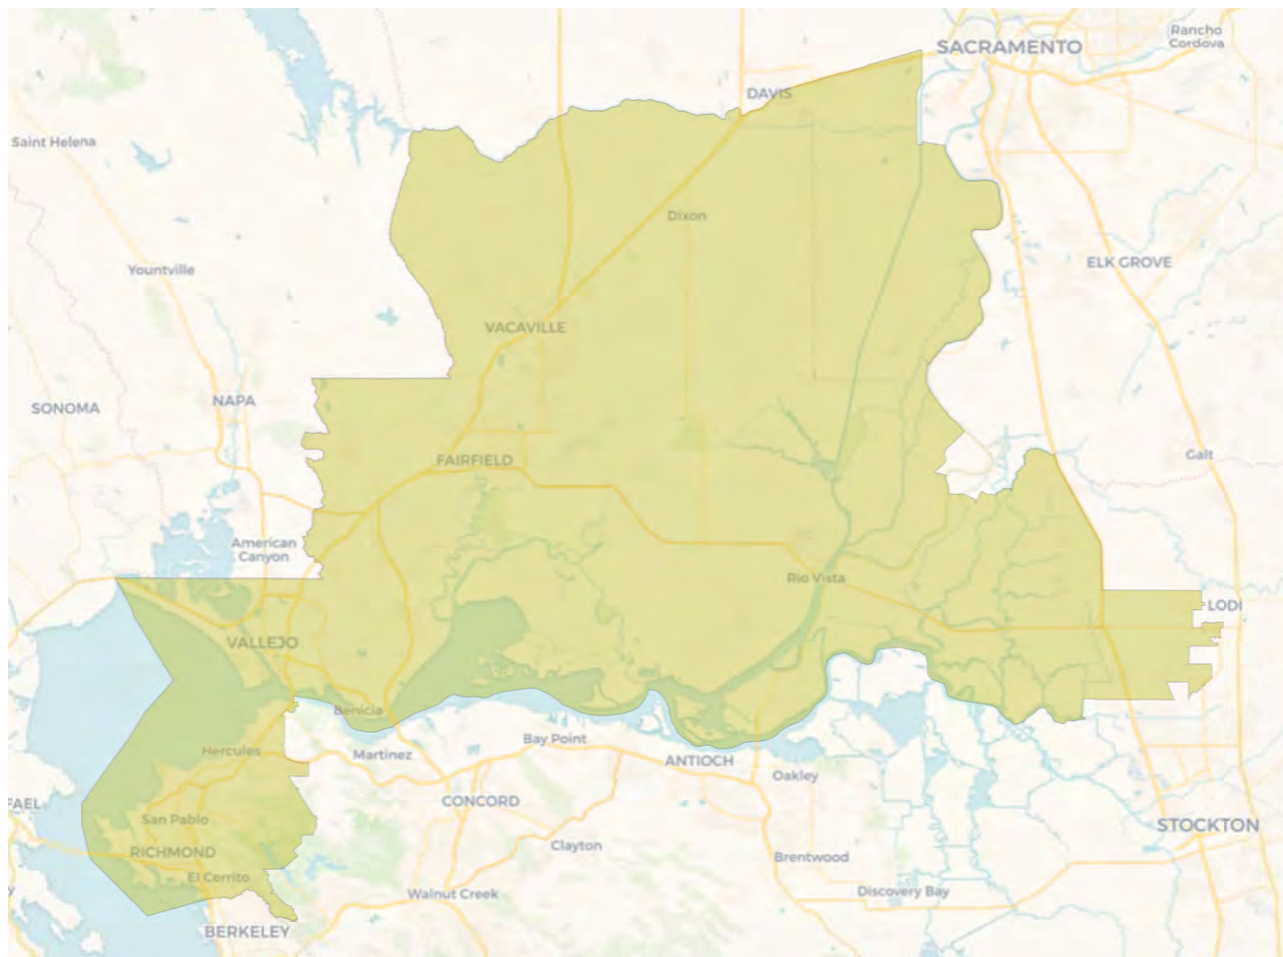 Rancho
Cordova
SACRAMENTO
DAVIS
Saint Helena
Dixon
ELK GROVE
Yountville
VACAVILLE
NAPA
SONOMA
Galt
FAIRFIELD
American
Canyon
Rio Vista
LODI
VALLEJO
Benicia
Hercules
Martinez
Bay Point
ANTIOCH
Oakley
CONCORD
FAEL
San Pablo
STOCKTON
RICHMOND
Clayton
Brentwood
El Cerrito
Walnut Creek
Discovery Bay
y
BERKELEY